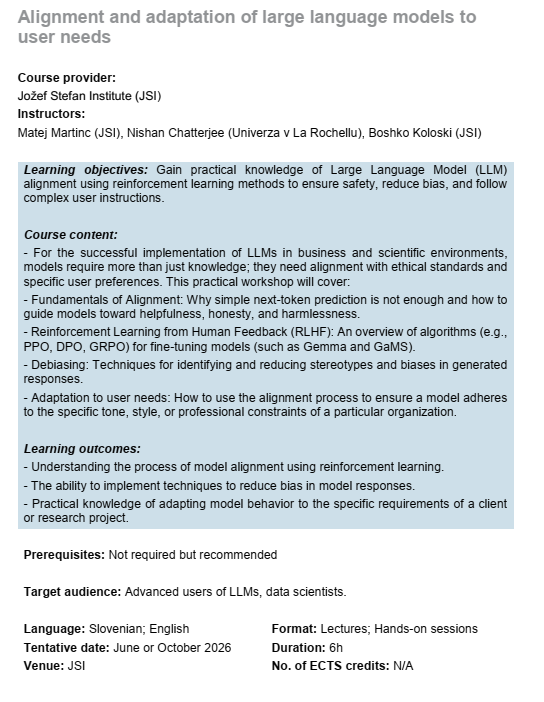 Alignment and adaptation of large language models to
user needs
Course provider:
Jožef Stefan Institute (JSI)
Instructors:
Matej Martinc (JSI), Nishan Chatterjee (Univerza v La Rochellu), Boshko Koloski (JSI)
Learning objectives: Gain practical knowledge of Large Language Model (LLM)
alignment using reinforcement learning methods to ensure safety, reduce bias, and follow
complex user instructions.
Course content:
- For the successful implementation of LLMs in business and scientific environments,
models require more than just knowledge; they need alignment with ethical standards and
specific user preferences. This practical workshop will cover:
- Fundamentals of Alignment: Why simple next-token prediction is not enough and how to
guide models toward helpfulness, honesty, and harmlessness.
- Reinforcement Learning from Human Feedback (RLHF): An overview of algorithms (e.g.,
PPO, DPO, GRPO) for fine-tuning models (such as Gemma and GaMS).
- Debiasing: Techniques for identifying and reducing stereotypes and biases in generated
responses.
- Adaptation to user needs: How to use the alignment process to ensure a model adheres
to the specific tone, style, or professional constraints of a particular organization.
Learning outcomes:
- Understanding the process of model alignment using reinforcement learning.
- The ability to implement techniques to reduce bias in model responses.
- Practical knowledge of adapting model behavior to the specific requirements of a client
or research project.
Prerequisites: Not required but recommended
Target audience: Advanced users of LLMs, data scientists.
Language: Slovenian; English
Format: Lectures; Hands-on sessions
Tentative date: June or October 2026
Duration: 6h
Venue: JSI
No. of ECTS credits: N/A